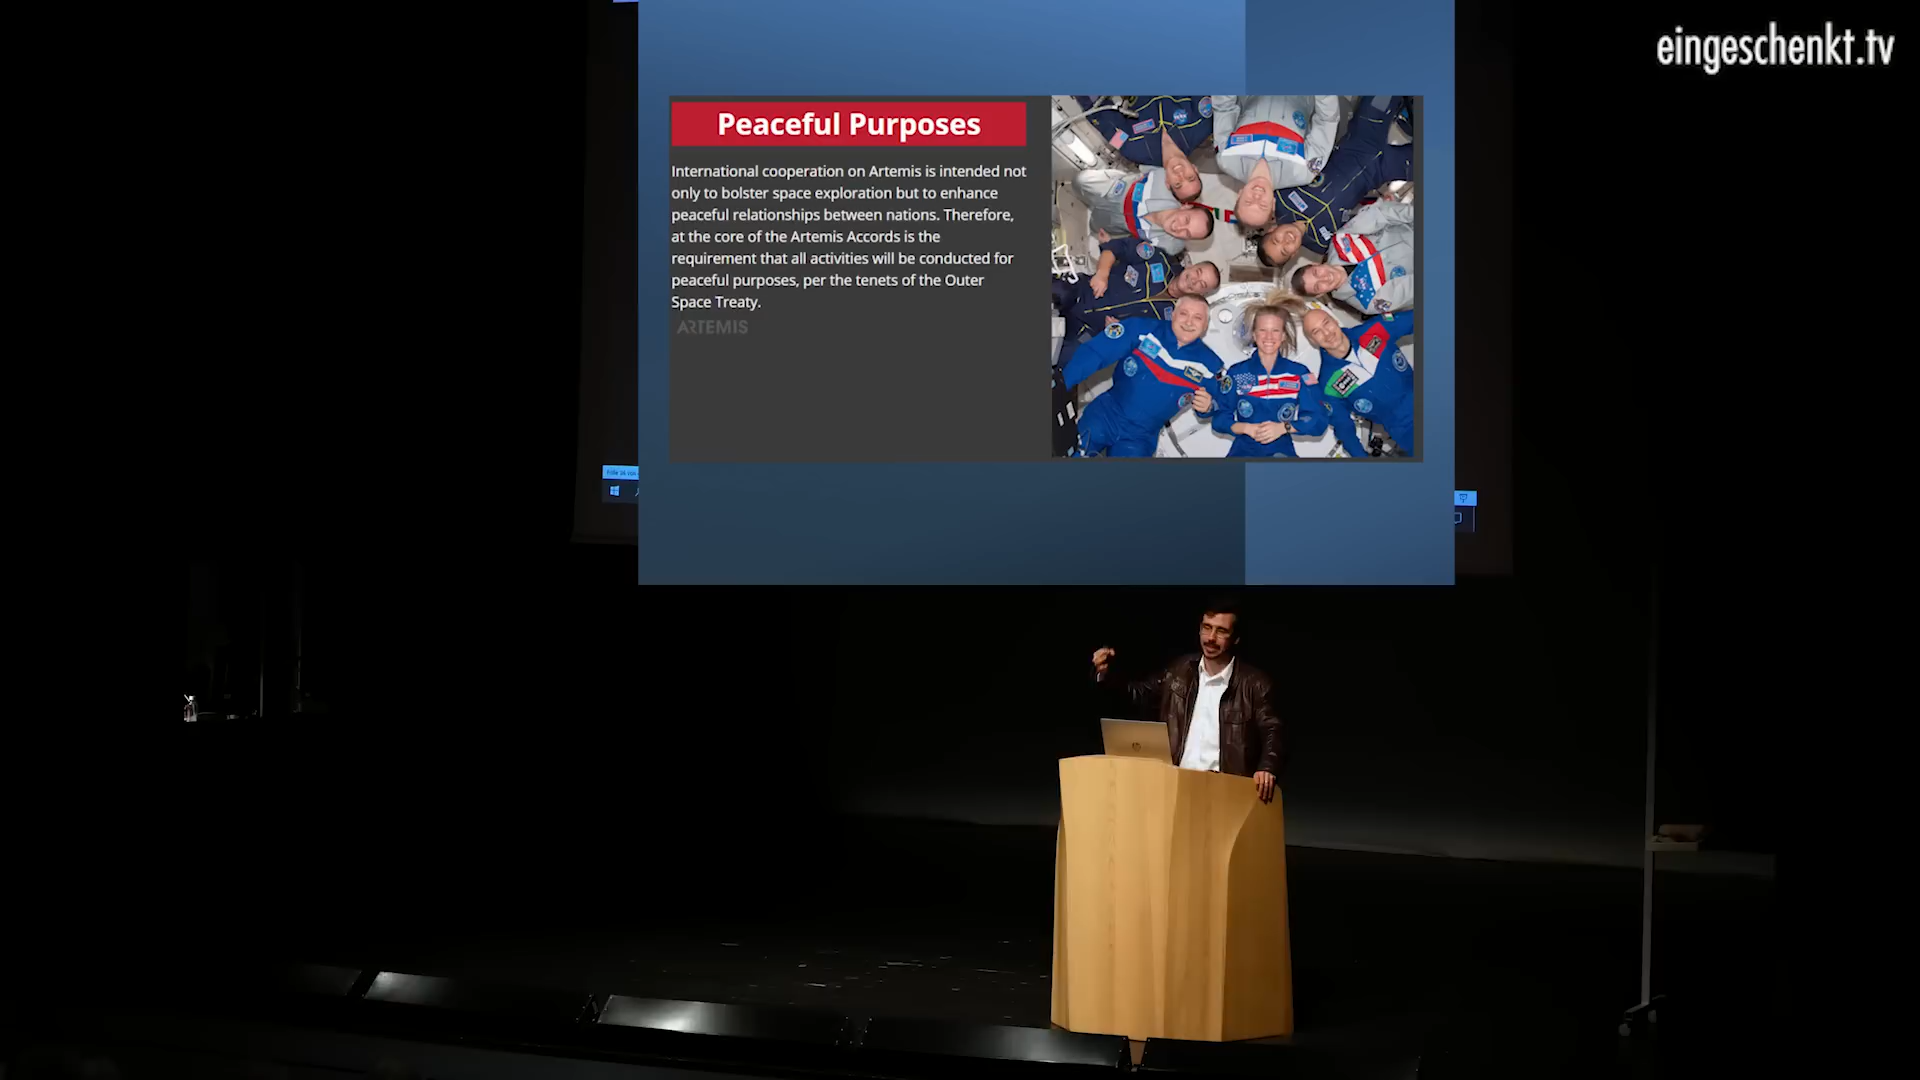 eingeschenkt.tv
Peaceful Purposes
International cooperation on Artemis is intended not
only to bolster space exploration but to enhance
peaceful relationships between nations. Therefore,
at the core of the Artemis Accords is the
requirement that all activities will be conducted for
peaceful purposes, per the tenets of the Outer
Space Treaty.
ARTEMIS